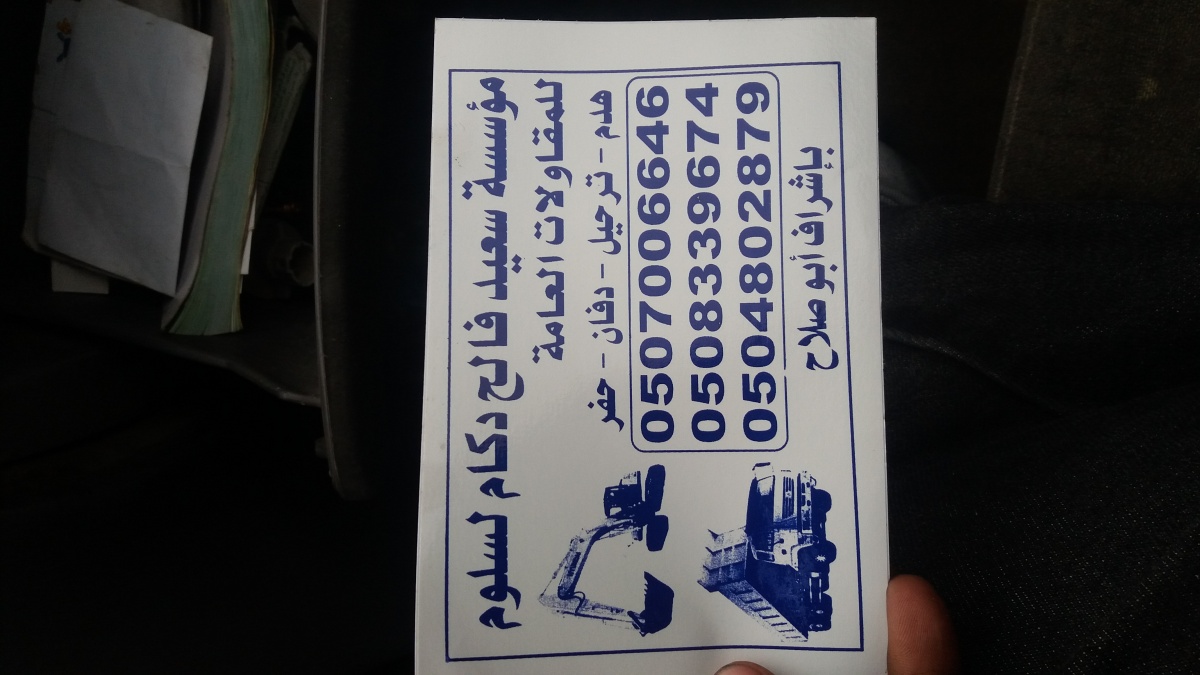 مؤسسة سعيد فالح دكام لسلوم
للمقاولات العامة
هدم - ترحيل - دفان - حفر
0507006646
0508339674
0504802879
بإشراف أبو صلاح